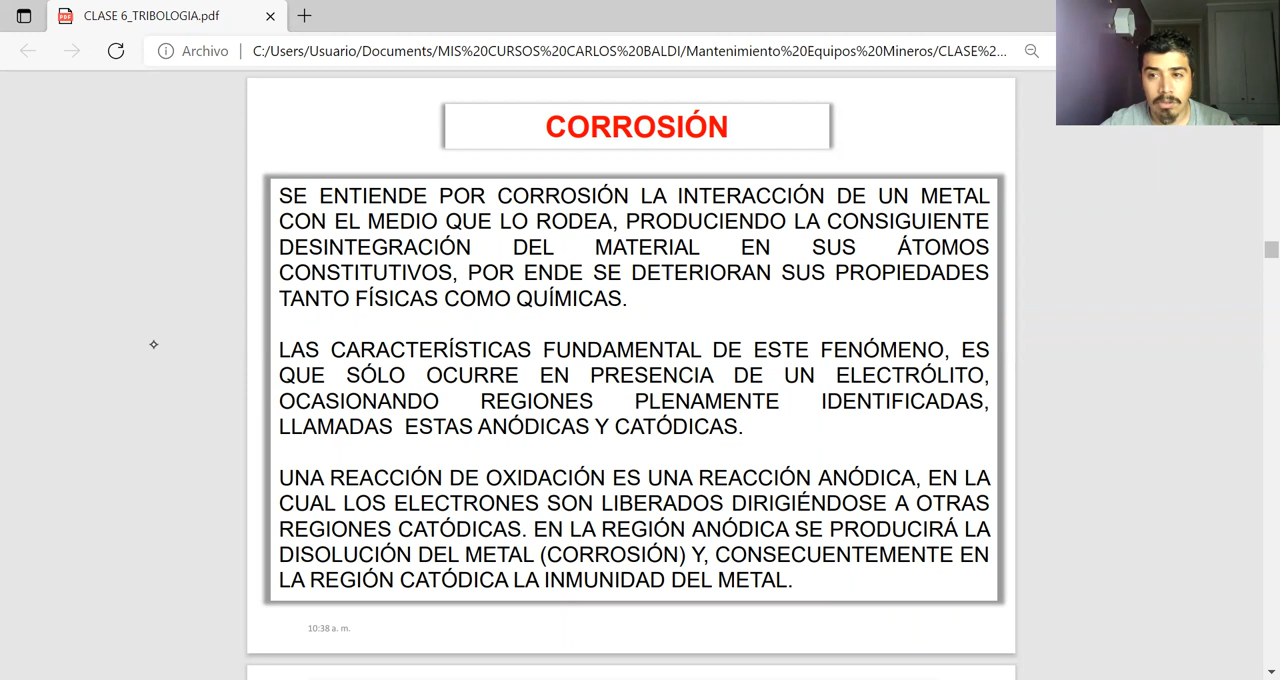 CLASE 6_TRIBOLOGIA.pdf
PDF
Archivo
C:/Users/Usuario/Documents/MIS%20CURSOS%20CARLOS%20BALDI/Mantenimiento%20Equipos%20Mineros/CLASE%2...
CORROSIÓN
SE ENTIENDE POR CORROSIÓN LA INTERACCIÓN DE UN METAL
CON EL MEDIO QUE LO RODEA, PRODUCIENDO LA CONSIGUIENTE
DESINTEGRACIÓN DEL MATERIAL EN SUS ÁTOMOS
CONSTITUTIVOS, POR ENDE SE DETERIORAN SUS PROPIEDADES
TANTO FÍSICAS COMO QUÍMICAS.
LAS CARACTERÍSTICAS FUNDAMENTAL DE ESTE FENÓMENO, ES
QUE SÓLO OCURRE EN PRESENCIA DE UN ELECTRÓLITO,
OCASIONANDO REGIONES PLENAMENTE IDENTIFICADAS,
LLAMADAS ESTAS ANÓDICAS Y CATÓDICAS.
UNA REACCIÓN DE OXIDACIÓN ES UNA REACCIÓN ANÓDICA, EN LA
CUAL LOS ELECTRONES SON LIBERADOS DIRIGIÉNDOSE A OTRAS
REGIONES CATÓDICAS. EN LA REGIÓN ANÓDICA SE PRODUCIRÁ LA
DISOLUCIÓN DEL METAL (CORROSIÓN) Y, CONSECUENTEMENTE EN
LA REGIÓN CATÓDICA LA INMUNIDAD DEL METAL.
10:38 a. m.